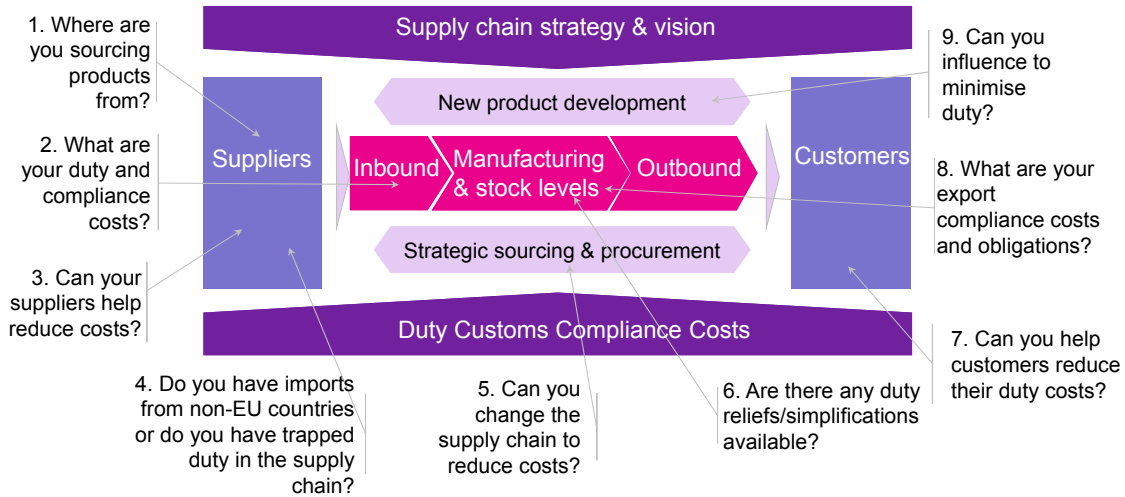 Supply chain strategy & vision
1. Where are
you sourcing
products
from?
9. Can you
influence to
minimise
duty?
New product development
2. What are
your duty and
compliance
costs?
Suppliers
Inbound
Manufacturing
& stock levels
Outbound
Customers
8. What are your
export
compliance costs
and obligations?
Strategic sourcing & procurement
3. Can your
suppliers help
reduce costs?
Duty Customs Compliance Costs
7. Can you help
customers reduce
their duty costs?
4. Do you have imports
from non-EU countries
or do you have trapped
duty in the supply
chain?
5. Can you
change the
supply chain to
reduce costs?
6. Are there any duty
reliefs/simplifications
available?